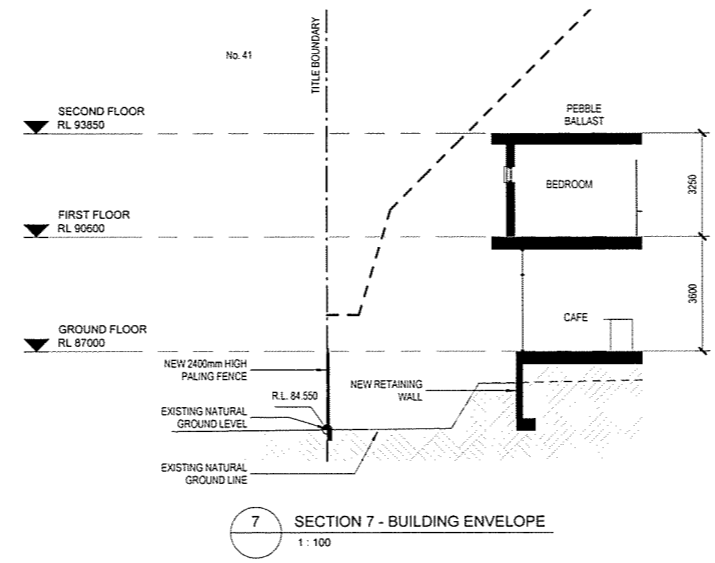 No. 41
TITLE BOUNDARY
SECOND FLOOR
RL 93850
PEBBLE
BALLAST
BEDROOM
3250
FIRST FLOOR
RL 90600
3600
CAFE
GROUND FLOOR
RL 87000
NEW 2400mm HIGH
PALING FENCE
R.L. 84.550
NEW RETAINING
WALL
EXISTING NATURAL
GROUND LEVEL
EXISTING NATURAL
GROUND LINE
7
SECTION 7 - BUILDING ENVELOPE
1 : 100